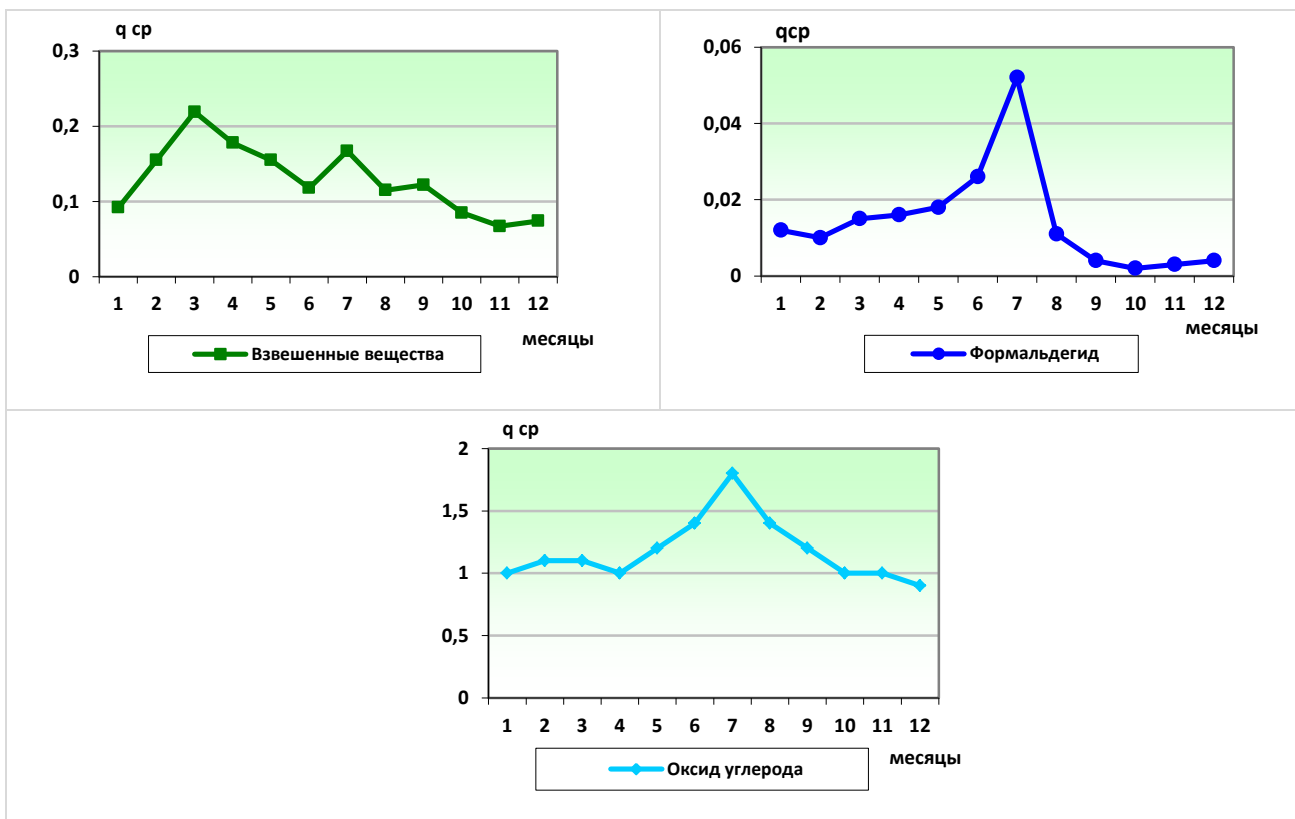 q ср
0,3
0,2
0,1
0
1 2 3 4 5 6 7 8 9 10 11 12
месяцы
Взвешенные вещества
qср
0,06
0,04
0,02
0
1 2 3 4 5 6 7 8 9 10 11 12
месяцы
Формальдегид
q ср
2
1,5
1
0,5
0
1 2 3 4 5 6 7 8 9 10 11 12
месяцы
Оксид углерода